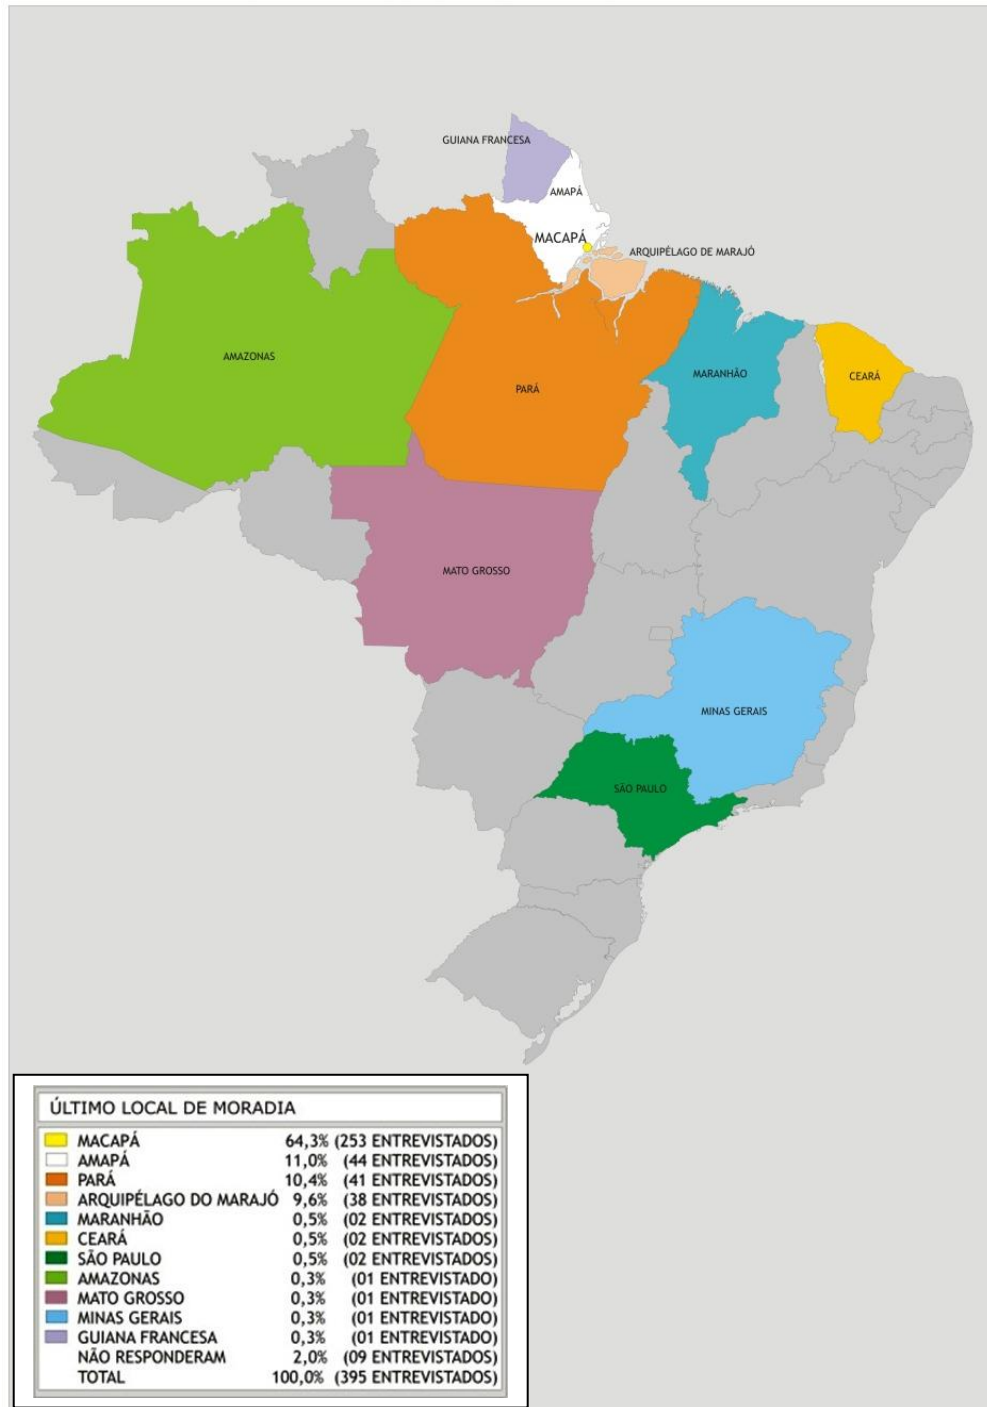 GUIANA FRANCESA
AMAPÁ
MACAPÁ
ARQUIPÉLAGO DE MARAJÓ
AMAZONAS
PARÁ
MARANHÃO
CEARÁ
MATO GROSSO
MINAS GERAIS
SÃO PAULO
ÚLTIMO LOCAL DE MORADIA
MACAPÁ 64,3% (253 ENTREVISTADOS)
AMAPÁ 11,0% (44 ENTREVISTADOS)
PARÁ 10,4% (41 ENTREVISTADOS)
ARQUIPÉLAGO DO MARAJÓ 9,6% (38 ENTREVISTADOS)
MARANHÃO 0,5% (02 ENTREVISTADOS)
CEARÁ 0,5% (02 ENTREVISTADOS)
SÃO PAULO 0,5% (02 ENTREVISTADOS)
AMAZONAS 0,3% (01 ENTREVISTADO)
MATO GROSSO 0,3% (01 ENTREVISTADO)
MINAS GERAIS 0,3% (01 ENTREVISTADO)
GUIANA FRANCESA 0,3% (01 ENTREVISTADO)
NÃO RESPONDERAM 2,0% (09 ENTREVISTADOS)
TOTAL 100,0% (395 ENTREVISTADOS)